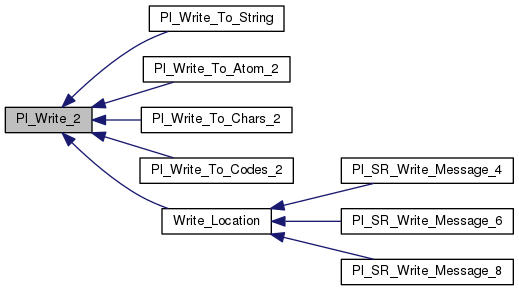 Pl_Write_To_String
Pl_Write_To_Atom_2
Pl_Write_2
Pl_Write_To_Chars_2
Pl_Write_To_Codes_2
Pl_SR_Write_Message_4
Write_Location
Pl_SR_Write_Message_6
Pl_SR_Write_Message_8